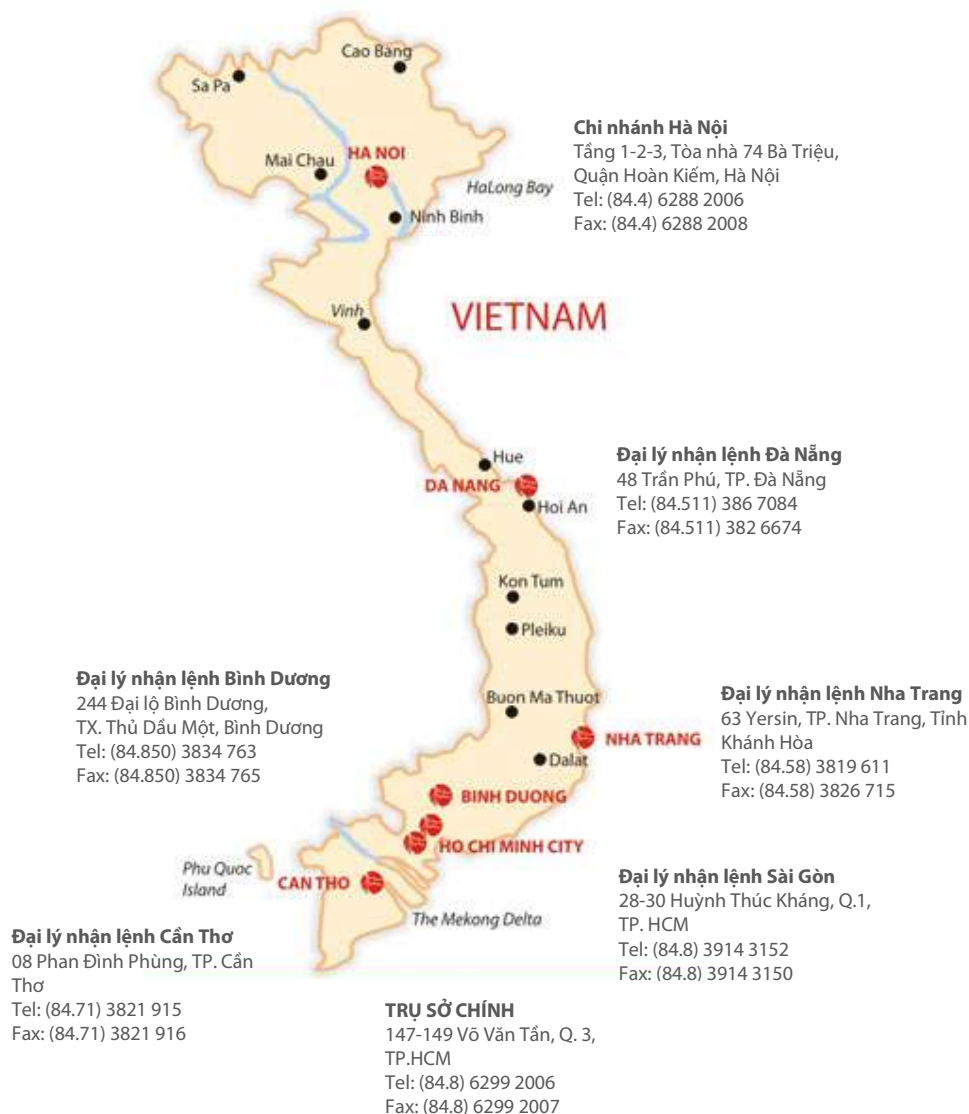 Cao Bang
Sa Pa
Mai Chau
HA NOI
HaLong Bay
Ninh Binh
Chi nhánh Hà Nội
Tầng 1-2-3, Tòa nhà 74 Bà Triệu,
Quận Hoàn Kiếm, Hà Nội
Tel: (84.4) 6288 2006
Fax: (84.4) 6288 2008
Vinh
VIETNAM
Hue
DA NANG
Hoi An
Đại lý nhận lệnh Đà Nẵng
48 Trần Phú, TP. Đà Nẵng
Tel: (84.511) 386 7084
Fax: (84.511) 382 6674
Kon Tum
Pleiku
Buon Ma Thuot
Đại lý nhận lệnh Bình Dương
244 Đại lộ Bình Dương,
TX. Thủ Dầu Một, Bình Dương
Tel: (84.850) 3834 763
Fax: (84.850) 3834 765
NHA TRANG
Dalat
Đại lý nhận lệnh Nha Trang
63 Yersin, TP. Nha Trang, Tỉnh
Khánh Hòa
Tel: (84.58) 3819 611
Fax: (84.58) 3826 715
BINH DUONG
HO CHI MINH CITY
Phu Quoc
Island
CAN THO
The Mekong Delta
Đại lý nhận lệnh Sài Gòn
28-30 Huỳnh Thúc Kháng, Q.1,
TP. HCM
Tel: (84.8) 3914 3152
Fax: (84.8) 3914 3150
Đại lý nhận lệnh Cần Thơ
08 Phan Đình Phùng, TP. Cần
Thơ
Tel: (84.71) 3821 915
Fax: (84.71) 3821 916
TRỤ SỞ CHÍNH
147-149 Võ Văn Tần, Q. 3,
TP.HCM
Tel: (84.8) 6299 2006
Fax: (84.8) 6299 2007